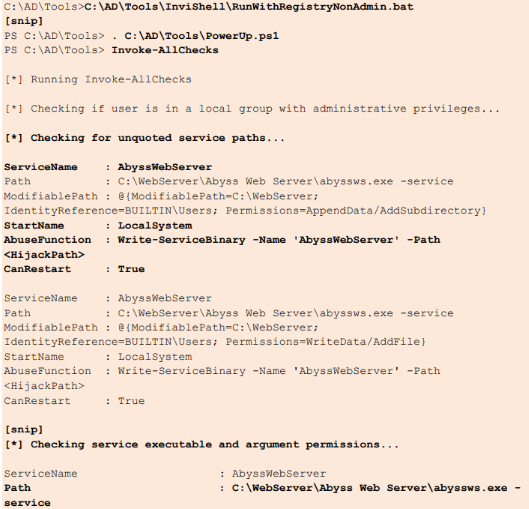 C:\AD\Tools>C:\AD\Tools\InviShell\RunWithRegistryNonAdmin.bat
[snip]
PS C:\AD\Tools> . C:\AD\Tools\PowerUp.ps1
PS C:\AD\Tools> Invoke-AllChecks
[*] Running Invoke-AllChecks
[*] Checking if user is in a local group with administrative privileges...
[*] Checking for unquoted service paths...
ServiceName : AbyssWebServer
Path : C:\WebServer\Abyss Web Server\abyssws.exe -service
ModifiablePath : @{ModifiablePath=C:\WebServer;
IdentityReference=BUILTIN\Users; Permissions=AppendData/AddSubdirectory}
StartName : LocalSystem
AbuseFunction : Write-ServiceBinary -Name 'AbyssWebServer' -Path
<HijackPath>
CanRestart : True
ServiceName : AbyssWebServer
Path : C:\WebServer\Abyss Web Server\abyssws.exe -service
ModifiablePath : @{ModifiablePath=C:\WebServer;
IdentityReference=BUILTIN\Users; Permissions=WriteData/AddFile}
StartName : LocalSystem
AbuseFunction : Write-ServiceBinary -Name 'AbyssWebServer' -Path
<HijackPath>
CanRestart : True
[snip]
[*] Checking service executable and argument permissions...
ServiceName : AbyssWebServer
Path : C:\WebServer\Abyss Web Server\abyssws.exe -
service